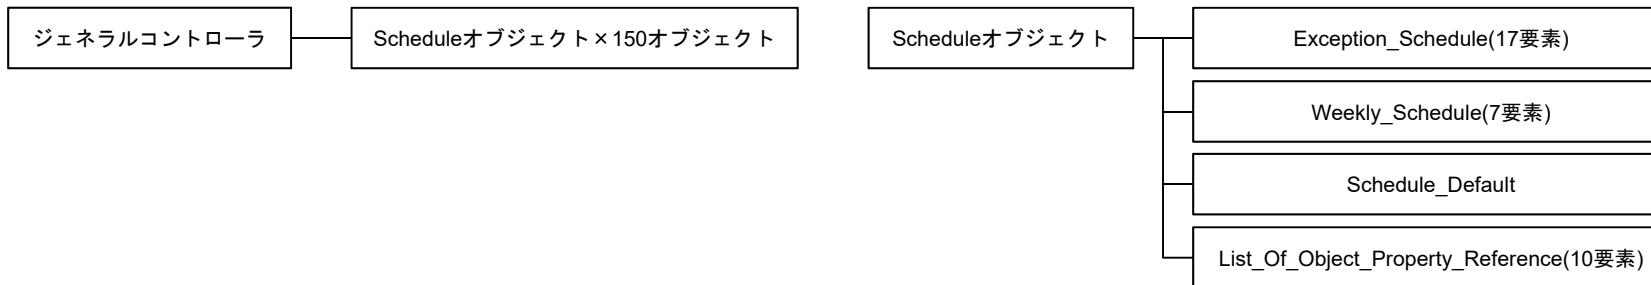 ジェネラルコントローラ
Scheduleオブジェクト×150オブジェクト
Scheduleオブジェクト
Exception_Schedule(17要素)
Weekly_Schedule(7要素)
Schedule_Default
List_Of_Object_Property_Reference(10要素)